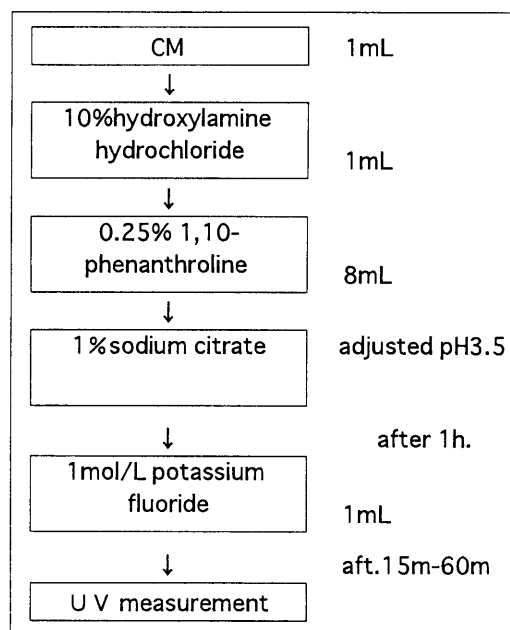 CM 1mL
↓
10%hydroxylamine
hydrochloride 1mL
↓
0.25% 1,10-
phenanthroline 8mL
↓
1%sodium citrate adjusted pH3.5
↓ after 1h.
1mol/L potassium
fluoride 1mL
↓ aft.15m-60m
U V measurement